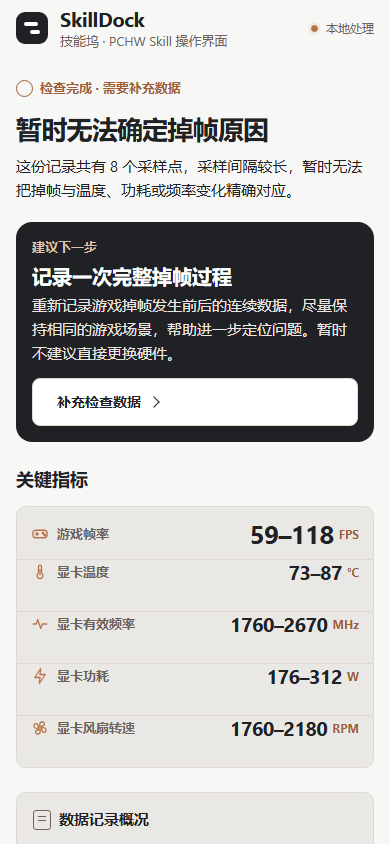 SkillDock
技能坞 · PCHW Skill 操作界面
本地处理
检查完成 · 需要补充数据
暂时无法确定掉帧原因
这份记录共有 8 个采样点，采样间隔较长，暂时无法
把掉帧与温度、功耗或频率变化精确对应。
建议下一步
记录一次完整掉帧过程
重新记录游戏掉帧发生前后的连续数据，尽量保
持相同的游戏场景，帮助进一步定位问题。暂时
不建议直接更换硬件。
补充检查数据
关键指标
游戏帧率 59–118 FPS
显卡温度 73–87 °C
显卡有效频率 1760–2670 MHz
显卡功耗 176–312 W
显卡风扇转速 1760–2180 RPM
数据记录概况